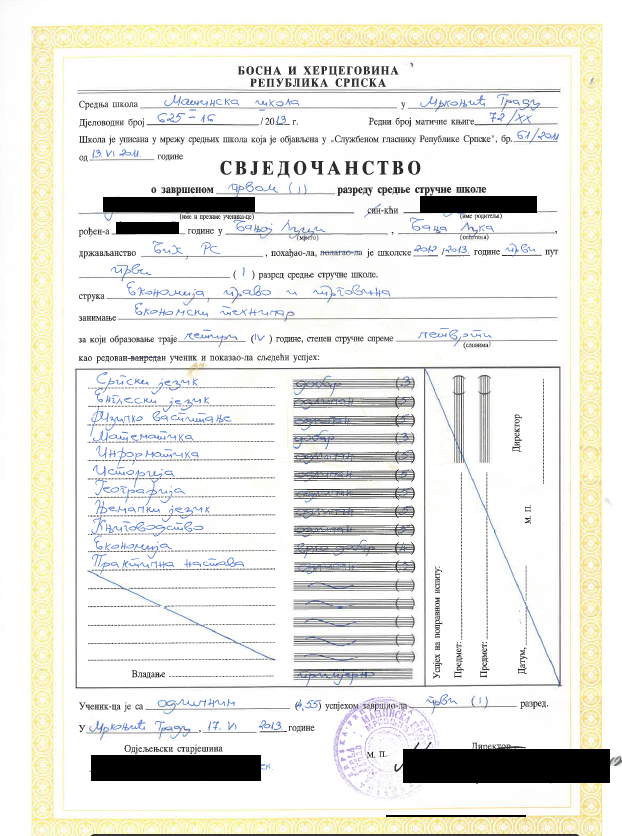 БОСНА И ХЕРЦЕГОВИНА
РЕПУБЛИКА СРПСКА
Средња школа Машинска школа у Мркоњић Граду
Дјеловодни број 625-16 /2013 г. Редни број матичне књиге 72/XX
Школа је уписана у мрежу средњих школа која је објављена у „Службеном гласнику Републике Српске", бр. 61/2011
од 13.VI 2011. године
СВЈЕДОЧАНСТВО
о завршеном првом (I) разреду средње стручне школе
син-кћи
(име и презиме ученика-це) (име родитеља)
рођен-а године у Бањој Луци, Бања Лука,
(мјесто) (општина)
држављанство БиХ, РС, похађао-ла, полагао-ла је школске 2012/2013. године први пут
први (I) разред средње стручне школе.
струка Економија, право и трговина
занимање Економски техничар
за који образовање траје четири (IV) године, степен стручне спреме четврти
(словима)
као редован-ванредан ученик и показао-ла сљедећи успјех:
Српски језик добар (3)
Енглески језик одличан (5)
Музичко васпитање одличан (5)
Математика добар (3)
Информатика одличан (5)
Историја одличан (5)
Географија одличан (5)
Њемачки језик одличан (5)
Књиговодство одличан (5)
Економија врло добар (4)
Практична настава одличан (5)
Владање примјерно
Успјех на поправном испиту:
Предмет:
Предмет:
Датум,
М. П.
Директор
Ученик-ца је са одличним (4,55) успјехом завршио-ла први (I) разред.
У Мркоњић Граду, 17. VI 2013 године
Одјељенски старјешина М. П. Директор